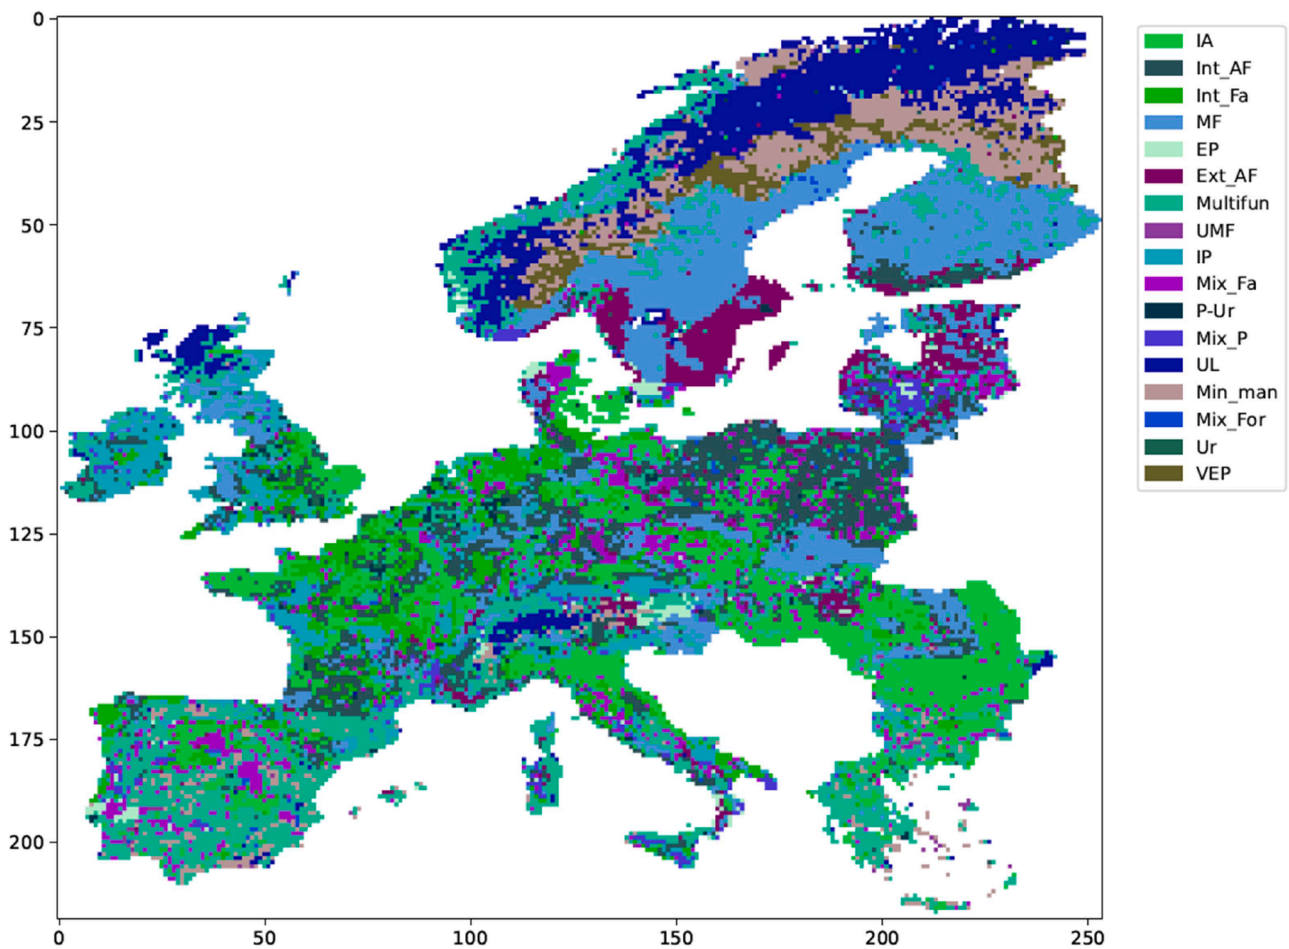 0
25
50
75
100
125
150
175
200
0
50
100
150
200
250
IA
Int_AF
Int_Fa
MF
EP
Ext_AF
Multifun
UMF
IP
Mix_Fa
P-Ur
Mix_P
UL
Min_man
Mix_For
Ur
VEP